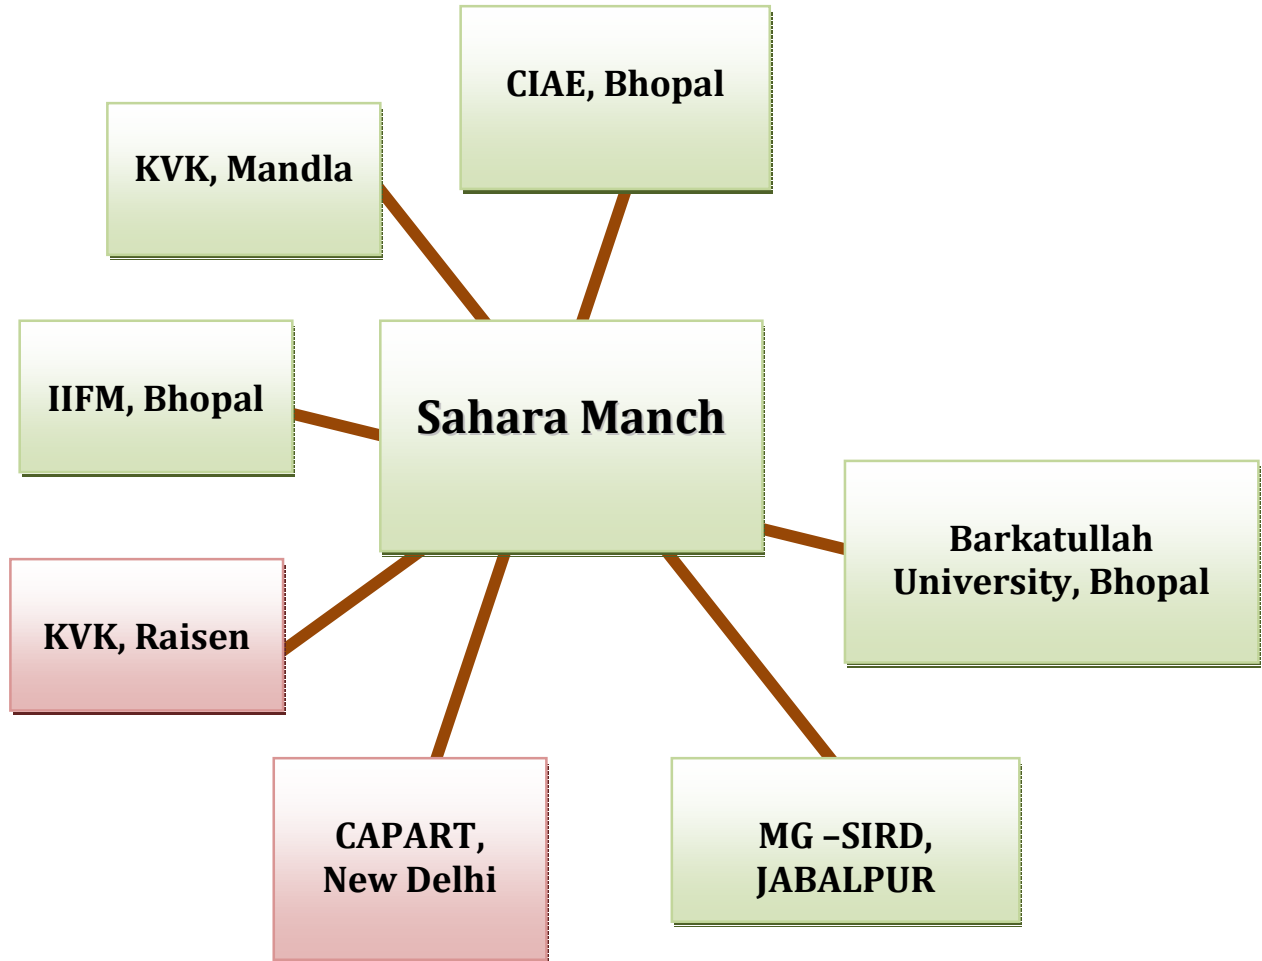 CIAE, Bhopal
KVK, Mandla
IIFM, Bhopal
Sahara Manch
Barkatullah
University, Bhopal
KVK, Raisen
CAPART,
New Delhi
MG –SIRD,
JABALPUR